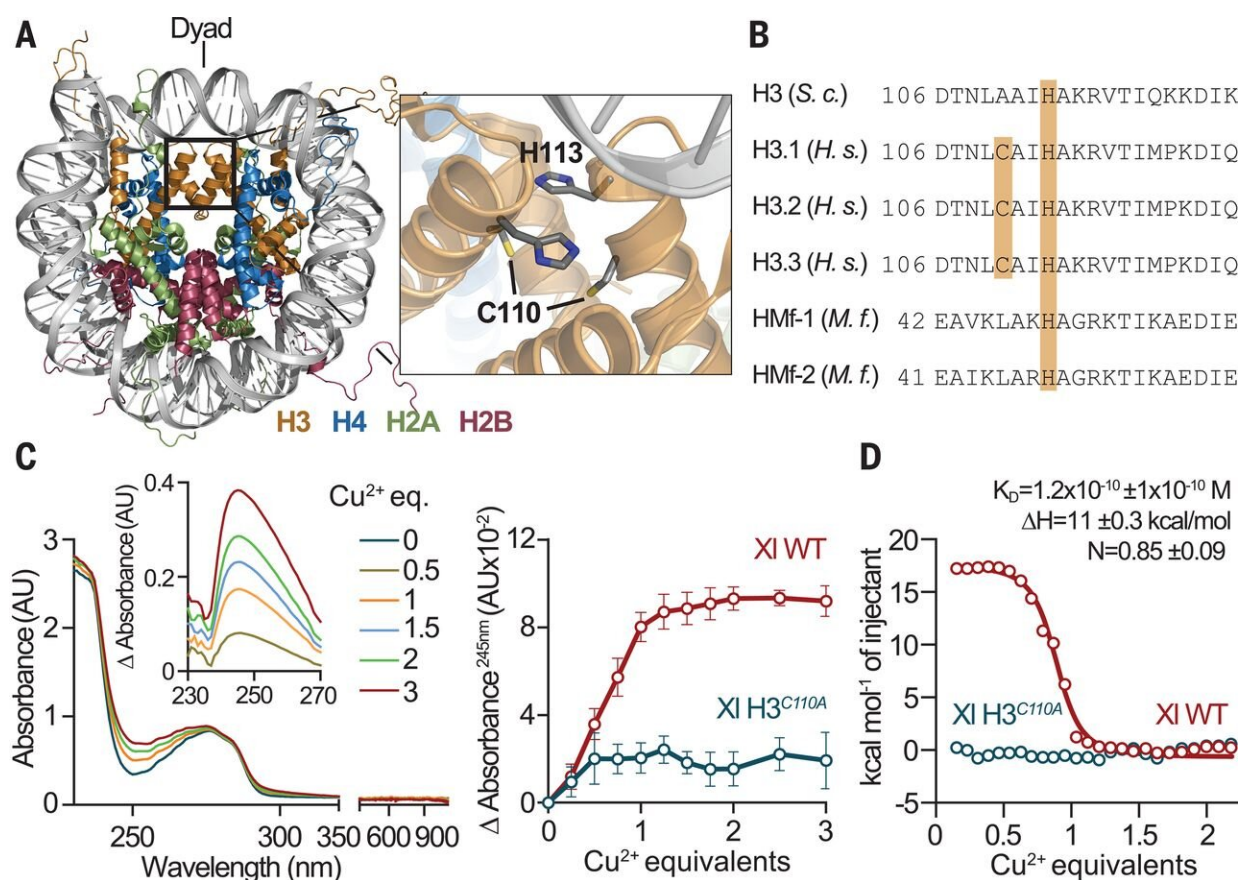 A
Dyad
H113
C110
H3 H4 H2A H2B
B
H3 (S. c.) 106 DTNLAAIHAKRVTIQKKDIK
H3.1 (H. s.) 106 DTNLCAIHAKRVTIMPKDIQ
H3.2 (H. s.) 106 DTNLCAIHAKRVTIMPKDIQ
H3.3 (H. s.) 106 DTNLCAIHAKRVTIMPKDIQ
HMf-1 (M. f.) 42 EAVKLAKHAGRKTIKAEDIE
HMf-2 (M. f.) 41 EAIKLARHAGRKTIKAEDIE
C
Absorbance (AU)
3
2
1
0
250 300 350 600 900
Wavelength (nm)
Δ Absorbance (AU)
0.4
0.2
0
230 250 270
Cu²⁺ eq.
0
0.5
1
1.5
2
3
Δ Absorbance ²⁴⁵ⁿᵐ (AUx10⁻²)
12
8
4
0
XI WT
XI H3ᶜ¹¹⁰ᴬ
0 1 2 3
Cu²⁺ equivalents
D
K_D=1.2x10⁻¹⁰ ±1x10⁻¹⁰ M
ΔH=11 ±0.3 kcal/mol
N=0.85 ±0.09
kcal mol⁻¹ of injectant
20
15
10
5
0
-5
XI H3ᶜ¹¹⁰ᴬ XI WT
0 0.5 1 1.5 2
Cu²⁺ equivalents